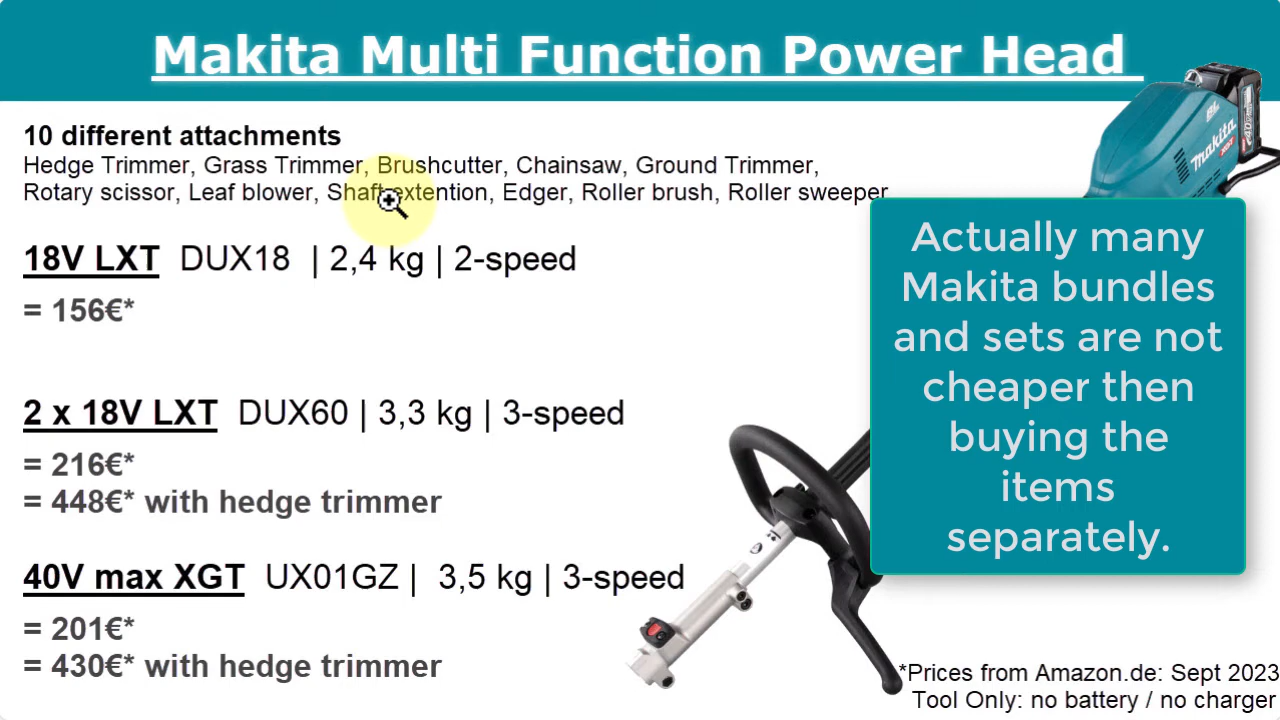 Makita Multi Function Power Head
10 different attachments
Hedge Trimmer, Grass Trimmer, Brushcutter, Chainsaw, Ground Trimmer,
Rotary scissor, Leaf blower, Shaft extention, Edger, Roller brush, Roller sweeper
18V LXT DUX18 | 2,4 kg | 2-speed
= 156€*
2 x 18V LXT DUX60 | 3,3 kg | 3-speed
= 216€*
= 448€* with hedge trimmer
40V max XGT UX01GZ | 3,5 kg | 3-speed
= 201€*
= 430€* with hedge trimmer
BL
Makita
XGT
Actually many
Makita bundles
and sets are not
cheaper then
buying the
items
separately.
*Prices from Amazon.de: Sept 2023
Tool Only: no battery / no charger